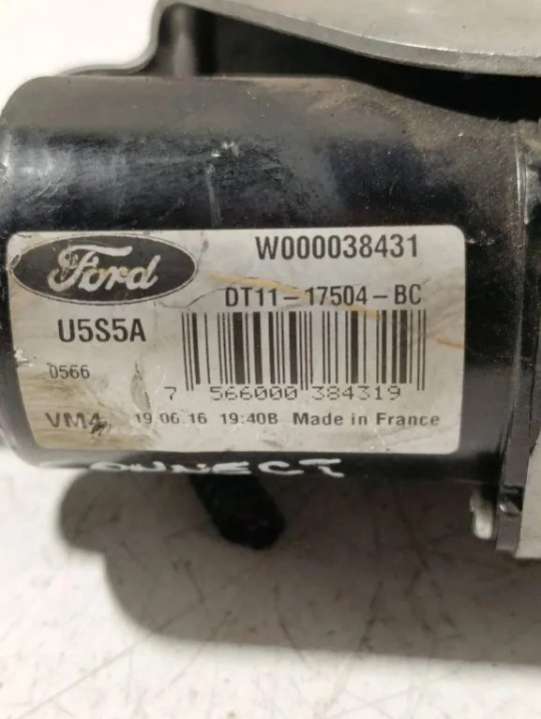 Ford
W000038431
DT11-17504-BC
U5S5A
0566
7 566000 384319
VM4 19.06.16 19:40B Made in France
CONNECT